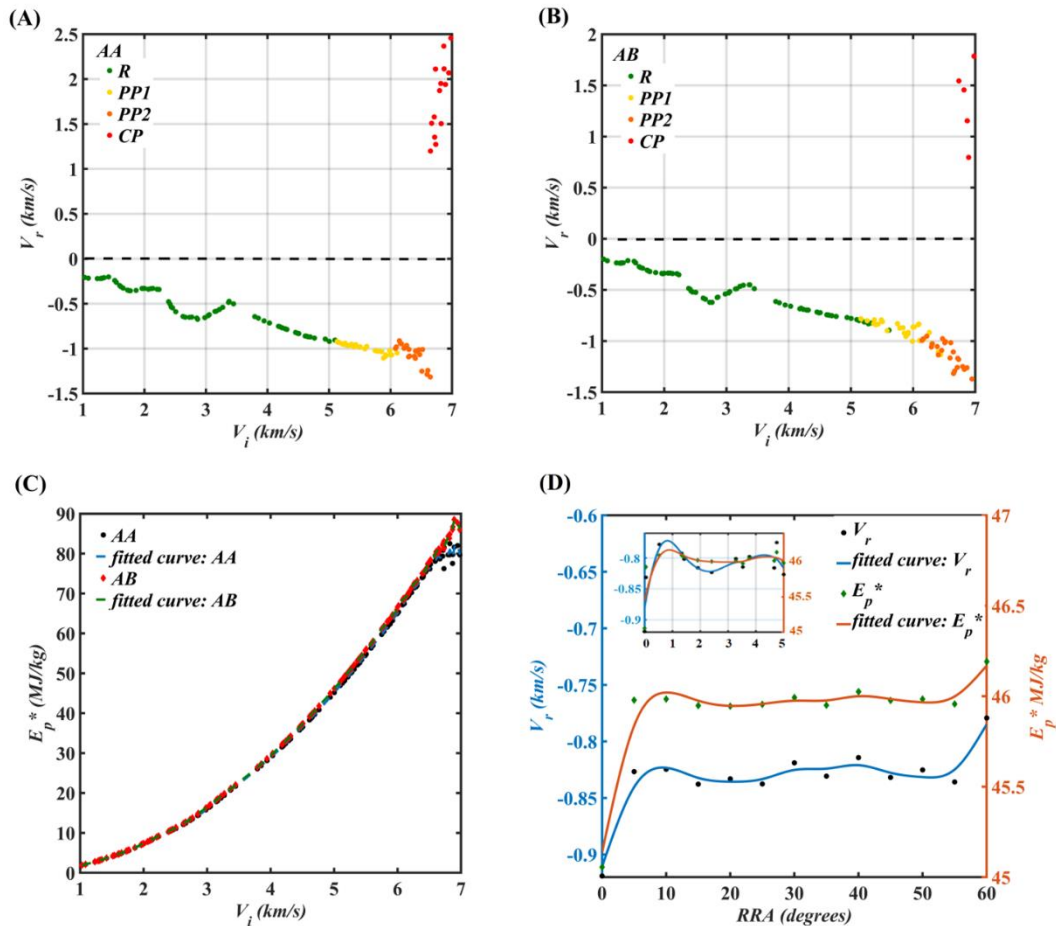 (A)
AA
R
PP1
PP2
CP
2.5
2
1.5
1
0.5
0
-0.5
-1
-1.5
V_r (km/s)
1 2 3 4 5 6 7
V_i (km/s)
(B)
AB
R
PP1
PP2
CP
2
1.5
1
0.5
0
-0.5
-1
-1.5
V_r (km/s)
1 2 3 4 5 6 7
V_i (km/s)
(C)
AA
fitted curve: AA
AB
fitted curve: AB
90
80
70
60
50
40
30
20
10
0
E_p* (MJ/kg)
1 2 3 4 5 6 7
V_i (km/s)
(D)
V_r
fitted curve: V_r
E_p*
fitted curve: E_p*
-0.8
-0.85
-0.9
46
45.5
45
0 1 2 3 4 5
-0.6
-0.65
-0.7
-0.75
-0.8
-0.85
-0.9
V_r (km/s)
47
46.5
46
45.5
45
E_p* MJ/kg
0 10 20 30 40 50 60
RRA (degrees)